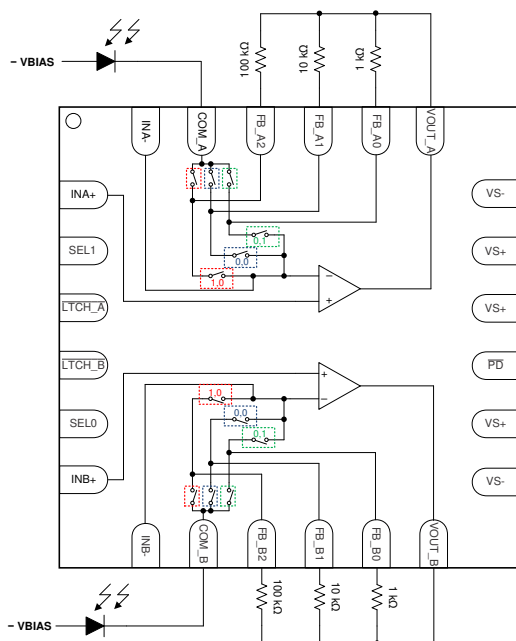 - VBIAS
100 kΩ
10 kΩ
1 kΩ
INA-
COM_A
FB_A2
FB_A1
FB_A0
VOUT_A
INA+
SEL1
LTCH_A
LTCH_B
SEL0
INB+
VS-
VS+
VS+
PD
VS+
VS-
0,1
0,0
1,0
–
+
+
–
1,0
0,0
0,1
INB-
COM_B
FB_B2
FB_B1
FB_B0
VOUT_B
100 kΩ
10 kΩ
1 kΩ
- VBIAS